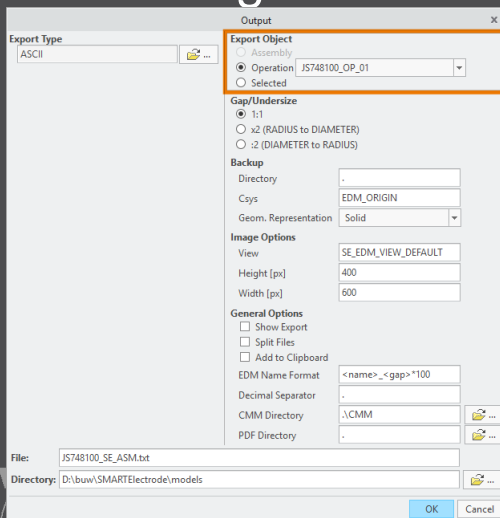 Output
Export Type
ASCII
...
Export Object
Assembly
Operation JS748100_OP_01
Selected
Gap/Undersize
1:1
x2 (RADIUS to DIAMETER)
:2 (DIAMETER to RADIUS)
Backup
Directory .
Csys EDM_ORIGIN
Geom. Representation Solid
Image Options
View SE_EDM_VIEW_DEFAULT
Height [px] 400
Width [px] 600
General Options
Show Export
Split Files
Add to Clipboard
EDM Name Format <name>_<gap>*100
Decimal Separator .
CMM Directory .\CMM ...
PDF Directory . ...
File: JS748100_SE_ASM.txt
Directory: D:\buw\SMARTElectrode\models ...
OK Cancel